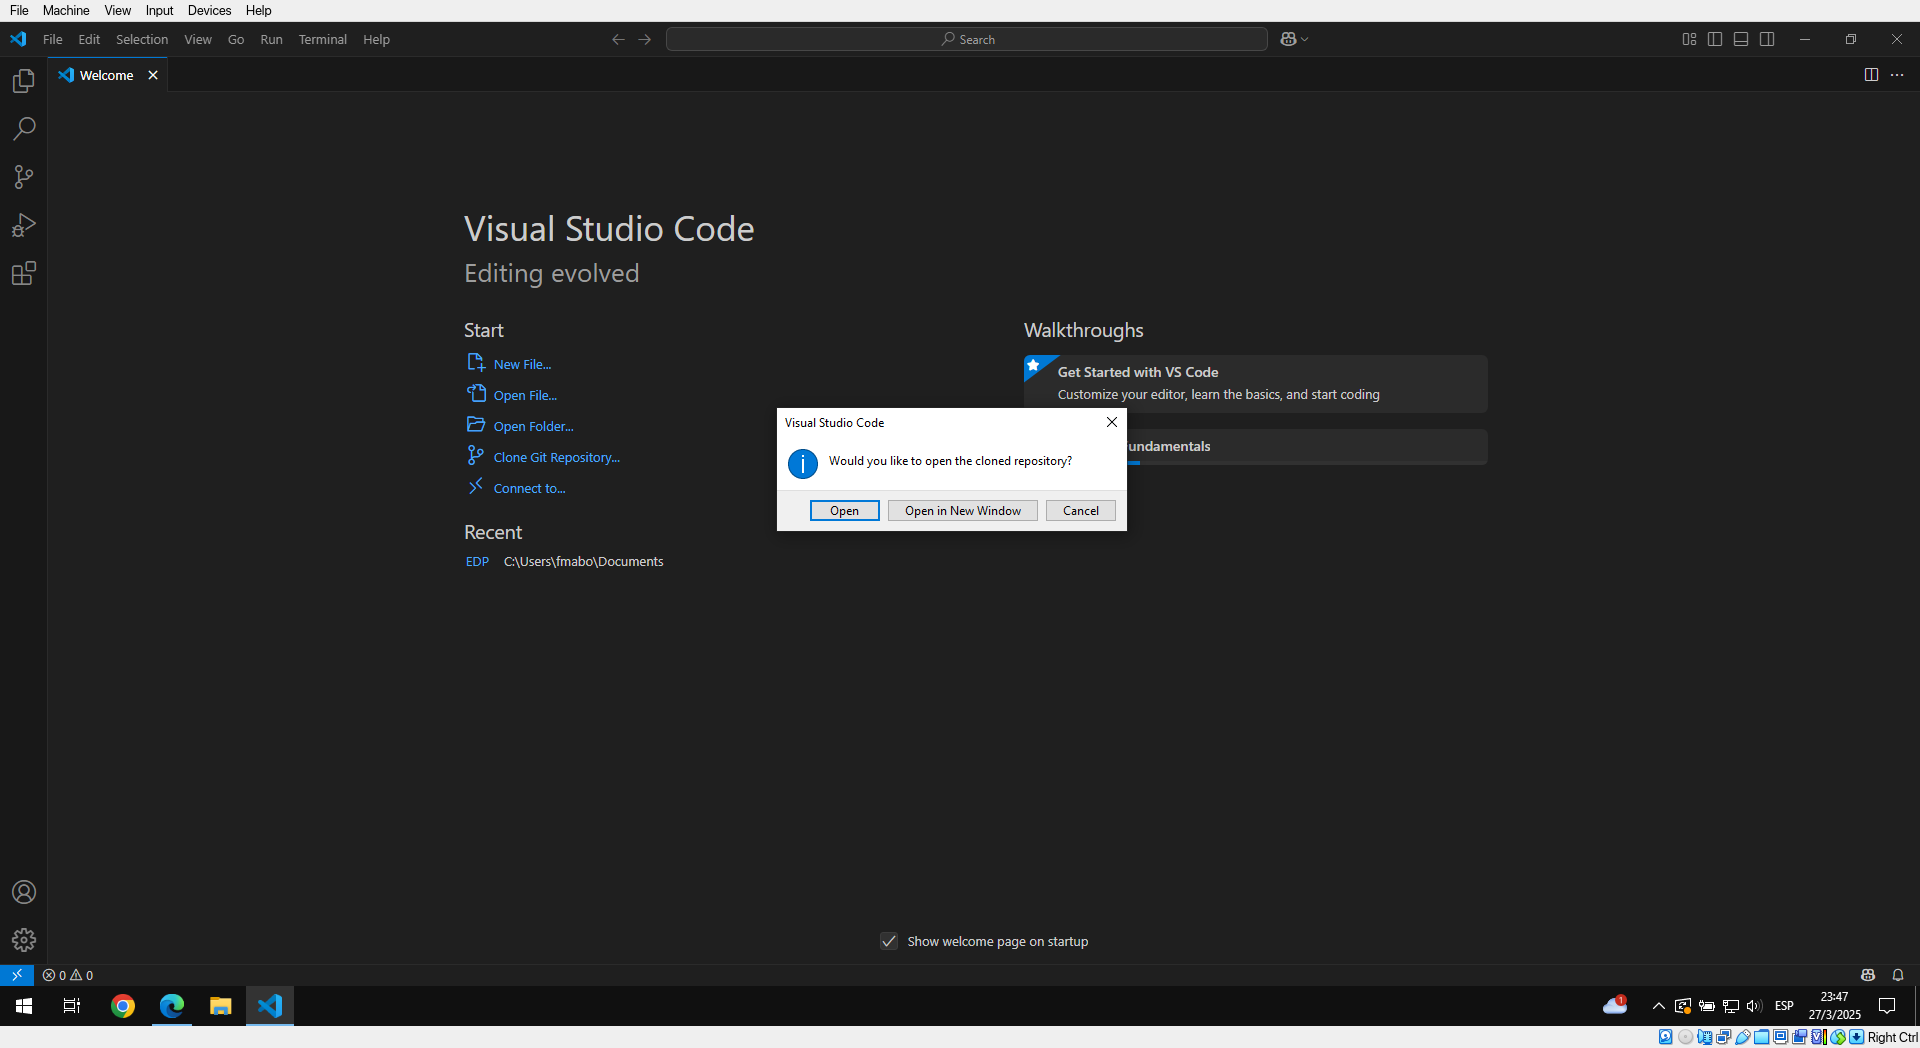 File Machine View Input Devices Help
File Edit Selection View Go Run Terminal Help
Search
Welcome
Visual Studio Code
Editing evolved
Start
New File...
Open File...
Open Folder...
Clone Git Repository...
Connect to...
Recent
EDP C:\Users\fmabo\Documents
Walkthroughs
Get Started with VS Code
Customize your editor, learn the basics, and start coding
undamentals
Visual Studio Code
Would you like to open the cloned repository?
Open Open in New Window Cancel
Show welcome page on startup
0 0
1
ESP
23:47
27/3/2025
Right Ctrl